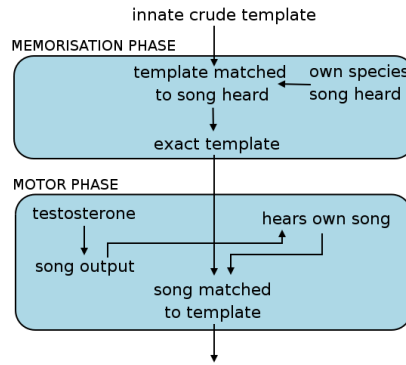 innate crude template
MEMORISATION PHASE
template matched
to song heard
own species
song heard
exact template
MOTOR PHASE
testosterone
hears own song
song output
song matched
to template